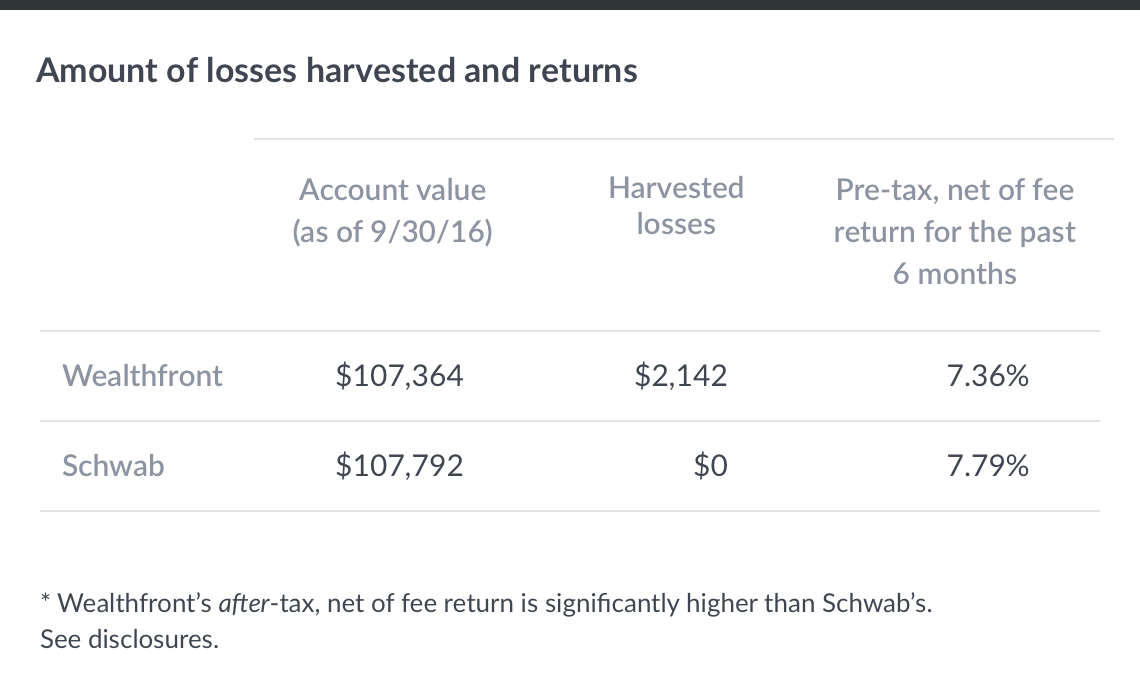 Amount of losses harvested and returns
Account value
(as of 9/30/16)
Harvested
losses
Pre-tax, net of fee
return for the past
6 months
Wealthfront $107,364 $2,142 7.36%
Schwab $107,792 $0 7.79%
* Wealthfront’s after-tax, net of fee return is significantly higher than Schwab’s.
See disclosures.